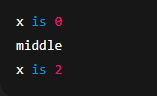 x is 0
middle
x is 2